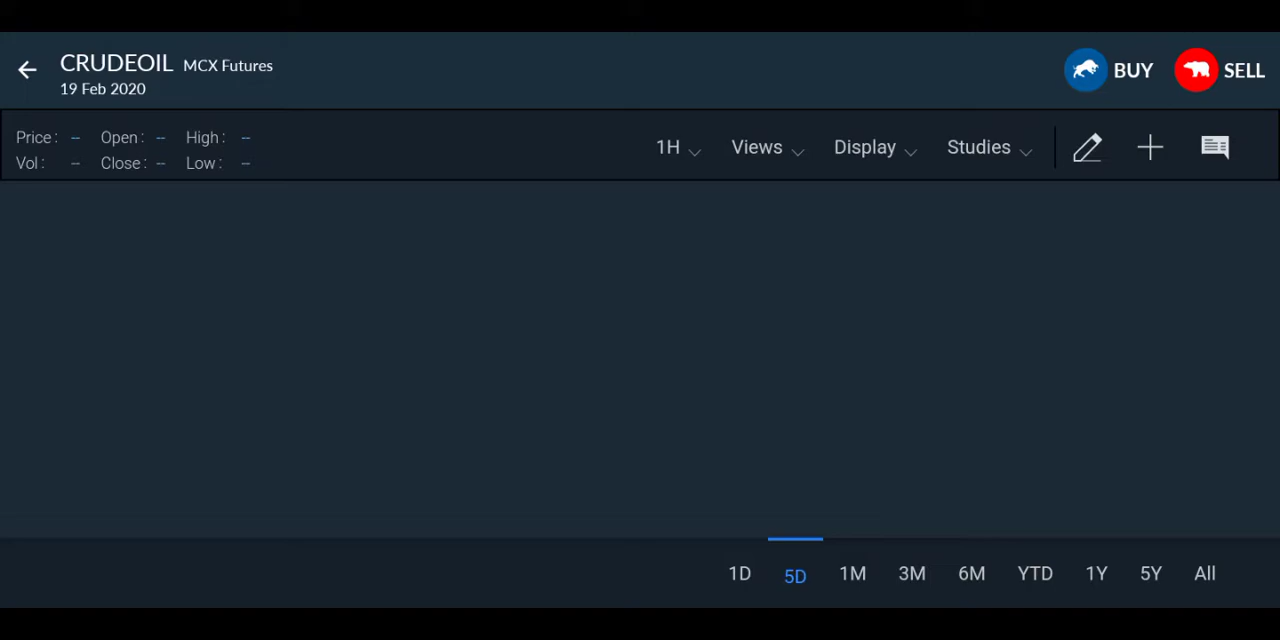 CRUDEOIL MCX Futures
19 Feb 2020
BUY
SELL
Price : -- Open : -- High : --
Vol : -- Close : -- Low : --
1H Views Display Studies
1D 5D 1M 3M 6M YTD 1Y 5Y All